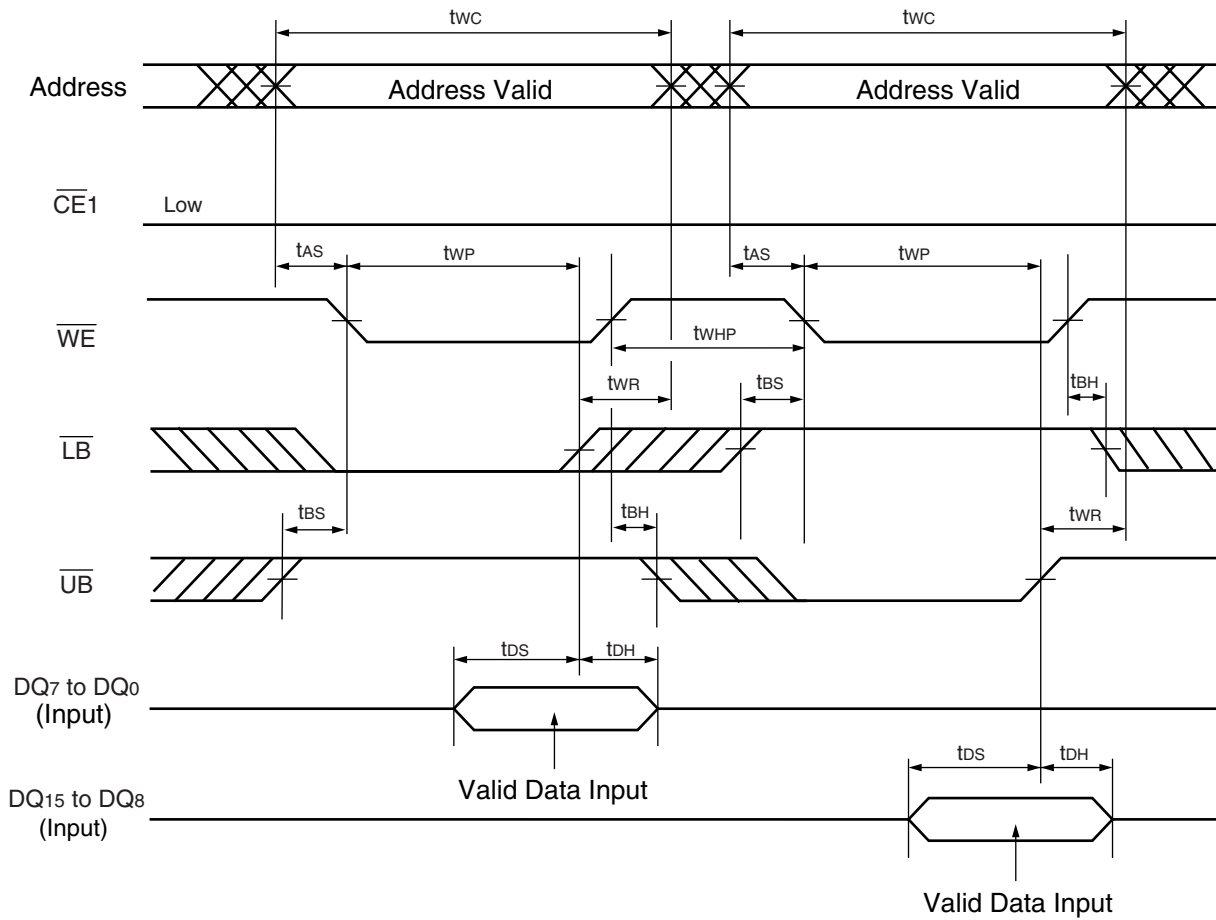 tWC tWC
Address Address Valid Address Valid
CE1 Low
tAS tWP tAS tWP
WE
tWHP
tWR tBS tBH
LB
tBS tBH tWR
UB
tDS tDH
DQ7 to DQ0
(Input)
Valid Data Input
tDS tDH
DQ15 to DQ8
(Input)
Valid Data Input